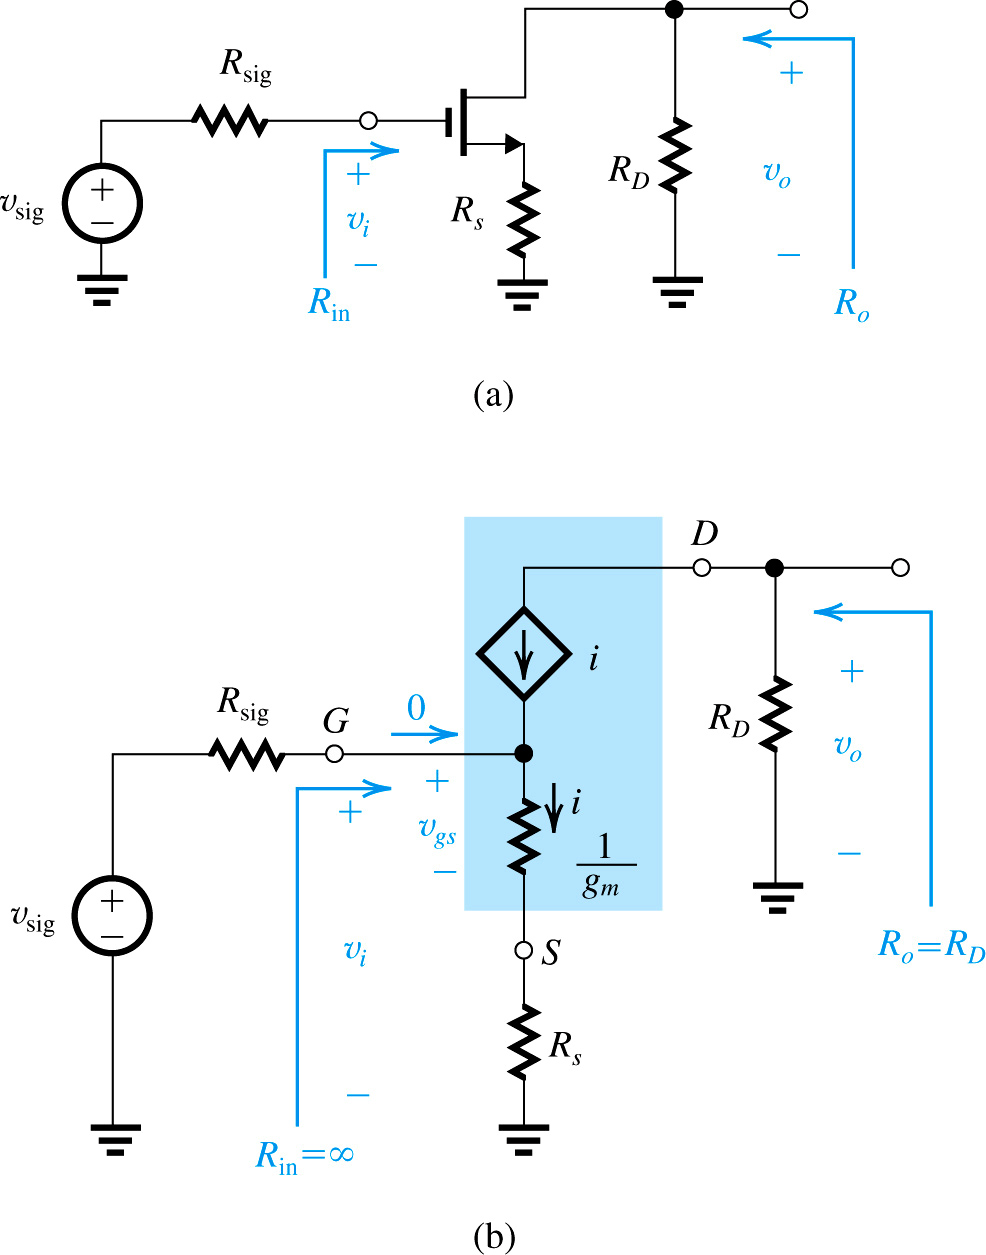 R_sig
+
−
v_sig
+
v_i
−
R_in
R_s
R_D
+
v_o
−
R_o
(a)
D
i
R_sig
G
0
+
v_gs
−
i
1
g_m
R_D
+
v_o
−
+
−
v_sig
+
v_i
−
S
R_s
R_o=R_D
R_in=∞
(b)